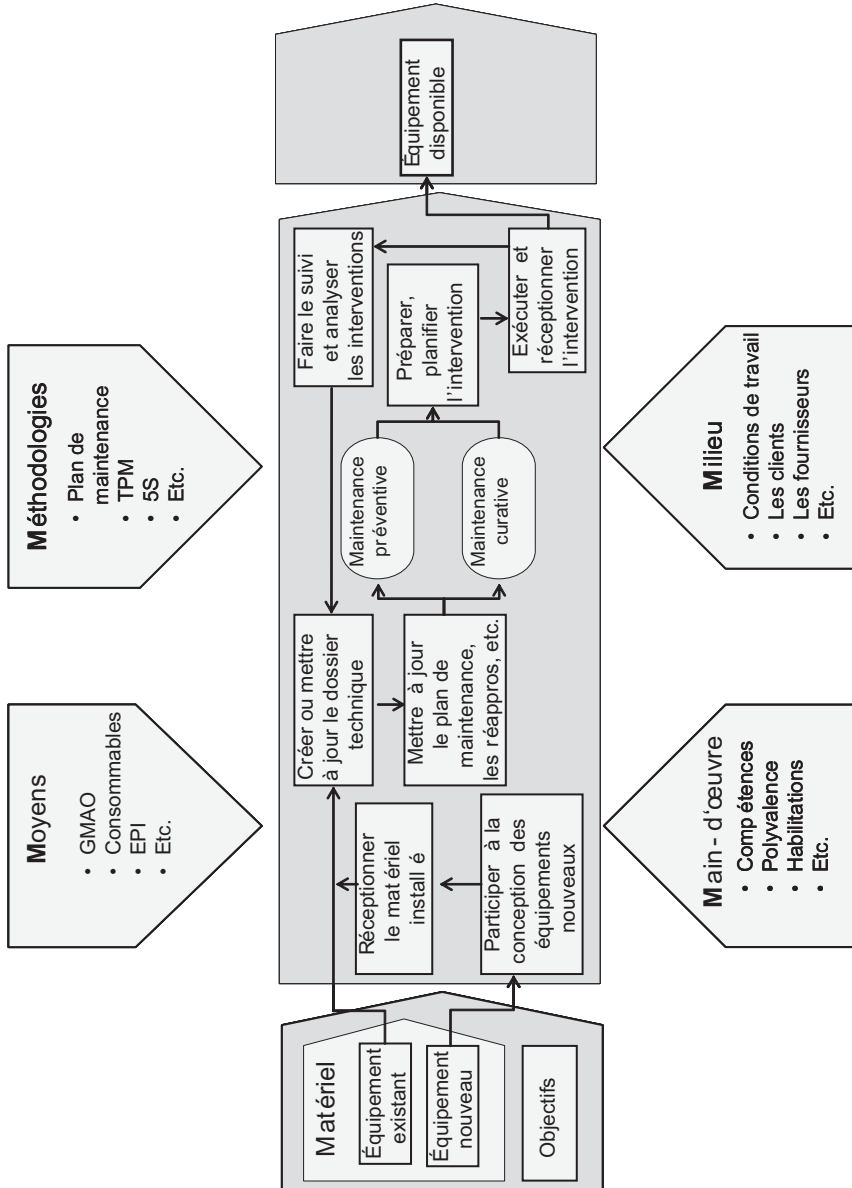 Moyens
• GMAO
• Consommables
• EPI
• Etc.
Méthodologies
• Plan de
maintenance
• TPM
• 5S
• Etc.
Matériel
Équipement
existant
Équipement
nouveau
Objectifs
Réceptionner
le matériel
install é
Participer à la
conception des
équipements
nouveaux
Créer ou mettre
à jour le dossier
technique
Mettre à jour
le plan de
maintenance,
les réappros, etc.
Maintenance
préventive
Maintenance
curative
Faire le suivi
et analyser
les interventions
Préparer,
planifier
l'intervention
Exécuter et
réceptionner
l'intervention
Équipement
disponible
Main - d'œuvre
• Comp étences
• Polyvalence
• Habilitations
• Etc.
Milieu
• Conditions de travail
• Les clients
• Les fournisseurs
• Etc.